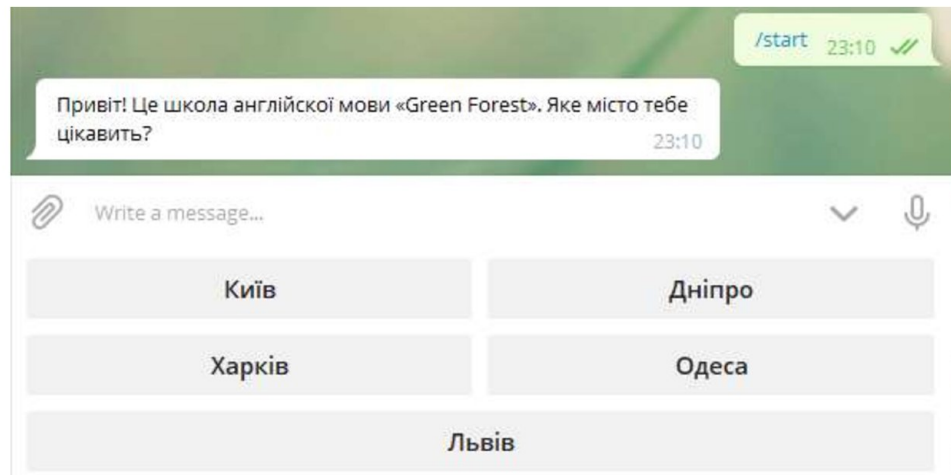 /start 23:10
Привіт! Це школа англійскої мови «Green Forest». Яке місто тебе
цікавить?
23:10
Write a message...
Київ
Дніпро
Харків
Одеса
Львів